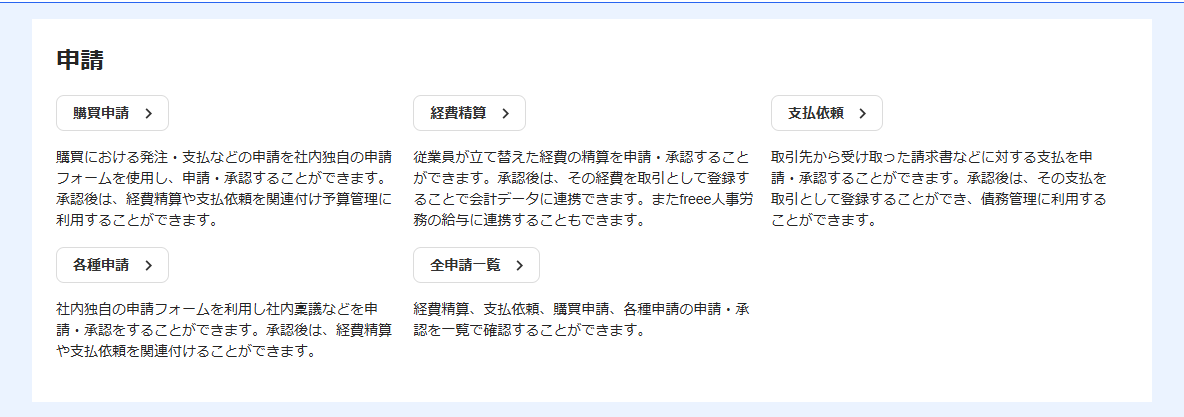 申請
購買申請
購買における発注・支払などの申請を社内独自の申請
フォームを使用し、申請・承認することができます。
承認後は、経費精算や支払依頼を関連付け予算管理に
利用することができます。
経費精算
従業員が立て替えた経費の精算を申請・承認すること
ができます。承認後は、その経費を取引として登録す
ることで会計データに連携できます。またfreee人事労
務の給与に連携することもできます。
支払依頼
取引先から受け取った請求書などに対する支払を申
請・承認することができます。承認後は、その支払を
取引として登録することができ、債務管理に利用する
ことができます。
各種申請
社内独自の申請フォームを利用し社内稟議などを申
請・承認をすることができます。承認後は、経費精算
や支払依頼を関連付けることができます。
全申請一覧
経費精算、支払依頼、購買申請、各種申請の申請・承
認を一覧で確認することができます。